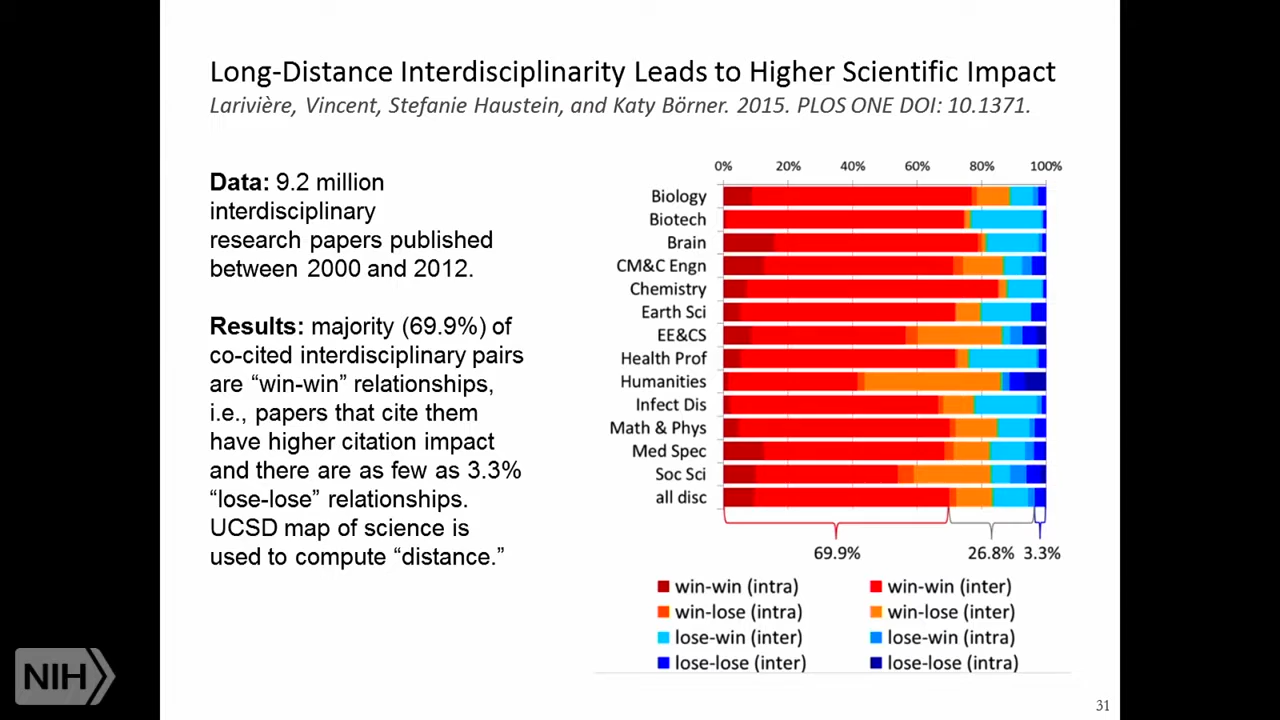 Long-Distance Interdisciplinarity Leads to Higher Scientific Impact
Larivière, Vincent, Stefanie Haustein, and Katy Börner. 2015. PLOS ONE DOI: 10.1371.
Data: 9.2 million
interdisciplinary
research papers published
between 2000 and 2012.
Results: majority (69.9%) of
co-cited interdisciplinary pairs
are “win-win” relationships,
i.e., papers that cite them
have higher citation impact
and there are as few as 3.3%
“lose-lose” relationships.
UCSD map of science is
used to compute “distance.”
0% 20% 40% 60% 80% 100%
Biology
Biotech
Brain
CM&C Engn
Chemistry
Earth Sci
EE&CS
Health Prof
Humanities
Infect Dis
Math & Phys
Med Spec
Soc Sci
all disc
69.9% 26.8% 3.3%
win-win (intra) win-win (inter)
win-lose (intra) win-lose (inter)
lose-win (inter) lose-win (intra)
lose-lose (inter) lose-lose (intra)
NIH
31